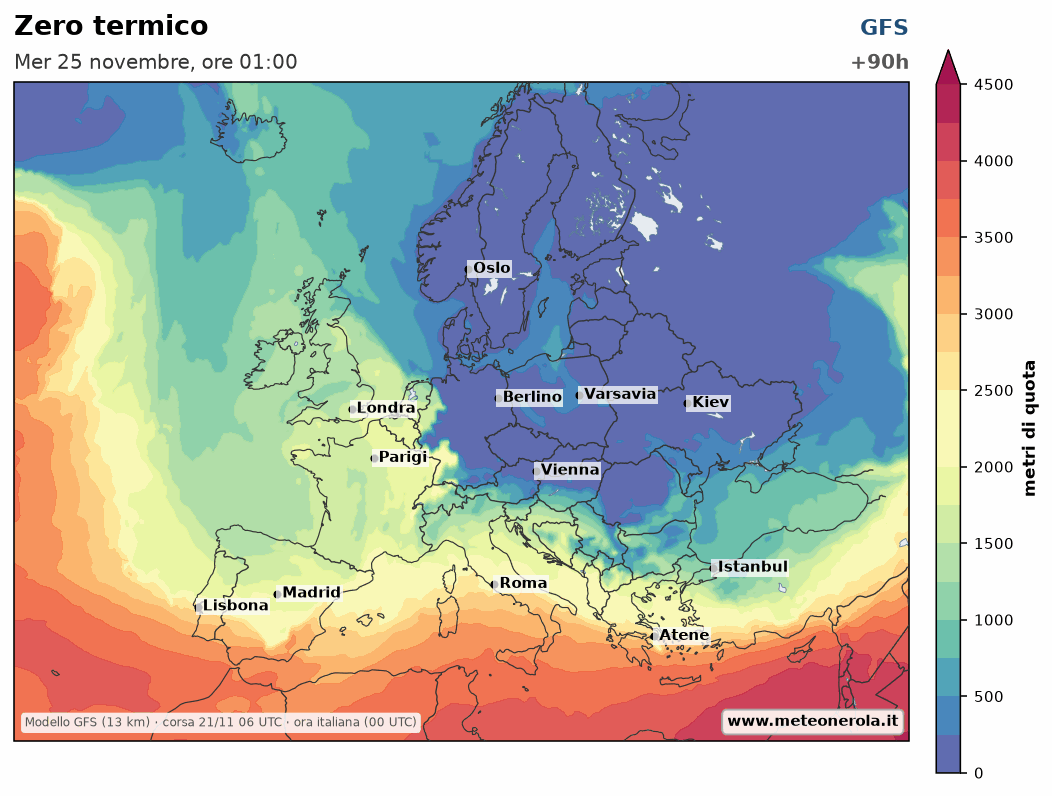 Zero termico
GFS
Mer 25 novembre, ore 01:00
+90h
4500
4000
3500
3000
2500
2000
1500
1000
500
0
metri di quota
Oslo
Berlino
Varsavia
Kiev
Londra
Parigi
Vienna
Istanbul
Roma
Madrid
Lisbona
Atene
Modello GFS (13 km) · corsa 21/11 06 UTC · ora italiana (00 UTC)
www.meteonerola.it